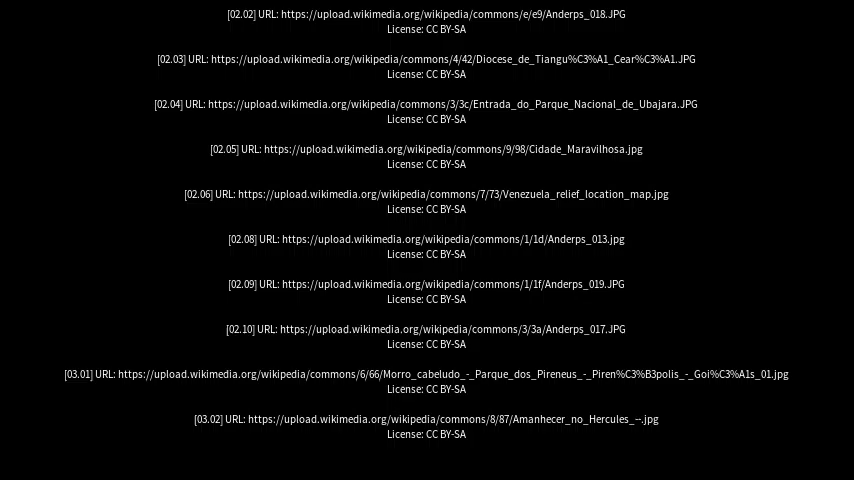 [02.02] URL: https://upload.wikimedia.org/wikipedia/commons/e/e9/Anderps_018.JPG
License: CC BY-SA
[02.03] URL: https://upload.wikimedia.org/wikipedia/commons/4/42/Diocese_de_Tiangu%C3%A1_Cear%C3%A1.JPG
License: CC BY-SA
[02.04] URL: https://upload.wikimedia.org/wikipedia/commons/3/3c/Entrada_do_Parque_Nacional_de_Ubajara.JPG
License: CC BY-SA
[02.05] URL: https://upload.wikimedia.org/wikipedia/commons/9/98/Cidade_Maravilhosa.jpg
License: CC BY-SA
[02.06] URL: https://upload.wikimedia.org/wikipedia/commons/7/73/Venezuela_relief_location_map.jpg
License: CC BY-SA
[02.08] URL: https://upload.wikimedia.org/wikipedia/commons/1/1d/Anderps_013.jpg
License: CC BY-SA
[02.09] URL: https://upload.wikimedia.org/wikipedia/commons/1/1f/Anderps_019.JPG
License: CC BY-SA
[02.10] URL: https://upload.wikimedia.org/wikipedia/commons/3/3a/Anderps_017.JPG
License: CC BY-SA
[03.01] URL: https://upload.wikimedia.org/wikipedia/commons/6/66/Morro_cabeludo_-_Parque_dos_Pireneus_-_Piren%C3%B3polis_-_Goi%C3%A1s_01.jpg
License: CC BY-SA
[03.02] URL: https://upload.wikimedia.org/wikipedia/commons/8/87/Amanhecer_no_Hercules_--.jpg
License: CC BY-SA